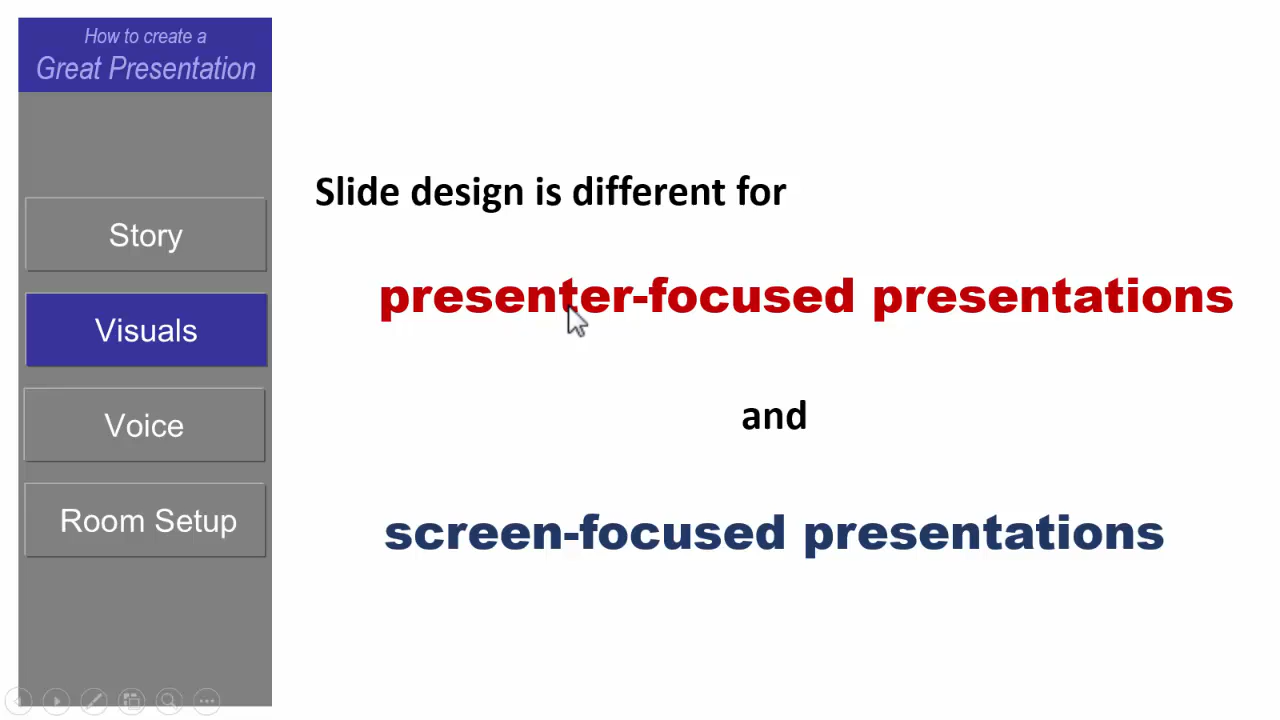 How to create a
Great Presentation
Story
Visuals
Voice
Room Setup
Slide design is different for
presenter-focused presentations
and
screen-focused presentations